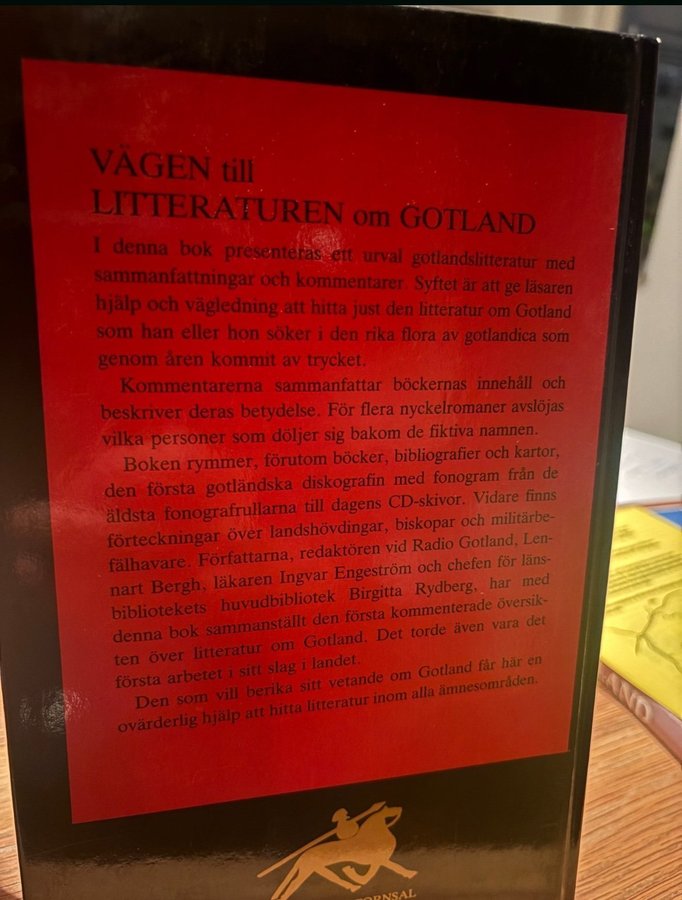 VÄGEN till
LITTERATUREN om GOTLAND
I denna bok presenteras ett urval gotlandslitteratur med
sammanfattningar och kommentarer. Syftet är att ge läsaren
hjälp och vägledning att hitta just den litteratur om Gotland
som han eller hon söker i den rika flora av gotlandica som
genom åren kommit av trycket.
Kommentarerna sammanfattar böckernas innehåll och
beskriver deras betydelse. För flera nyckelromaner avslöjas
vilka personer som döljer sig bakom de fiktiva namnen.
Boken rymmer, förutom böcker, bibliografier och kartor,
den första gotländska diskografin med fonogram från de
äldsta fonografrullarna till dagens CD-skivor. Vidare finns
förteckningar över landshövdingar, biskopar och militärbe-
fälhavare. Författarna, redaktören vid Radio Gotland, Len-
nart Bergh, läkaren Ingvar Engeström och chefen för läns-
bibliotekets huvudbibliotek Birgitta Rydberg, har med
denna bok sammanställt den första kommenterade översik-
ten över litteratur om Gotland. Det torde även vara det
första arbetet i sitt slag i landet.
Den som vill berika sitt vetande om Gotland får här en
ovärderlig hjälp att hitta litteratur inom alla ämnesområden.